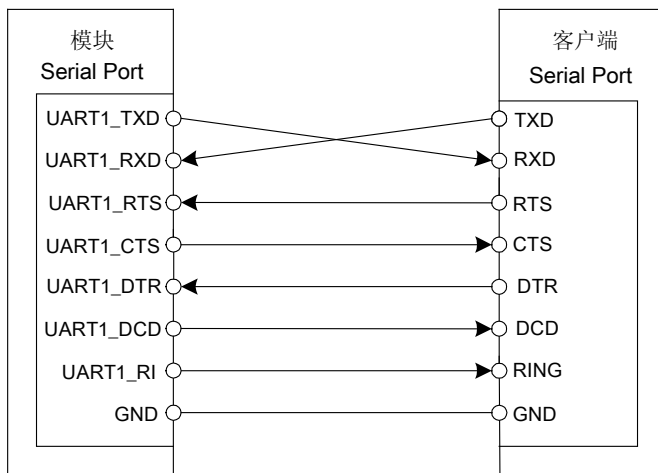 模块
Serial Port
UART1_TXD
UART1_RXD
UART1_RTS
UART1_CTS
UART1_DTR
UART1_DCD
UART1_RI
GND
客户端
Serial Port
TXD
RXD
RTS
CTS
DTR
DCD
RING
GND